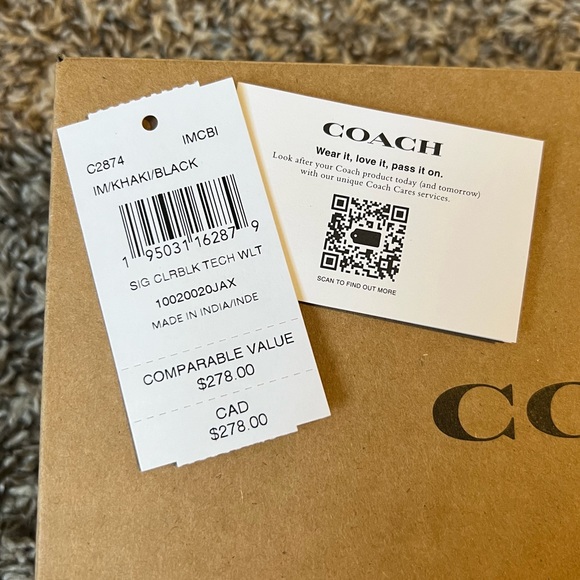 C2874 IMCBI
IM/KHAKI/BLACK
1 95031 16287 9
SIG CLRBLK TECH WLT
10020020JAX
MADE IN INDIA/INDE
COMPARABLE VALUE
$278.00
CAD
$278.00
COACH
Wear it, love it, pass it on.
Look after your Coach product today (and tomorrow)
with our unique Coach Cares services.
SCAN TO FIND OUT MORE
CO